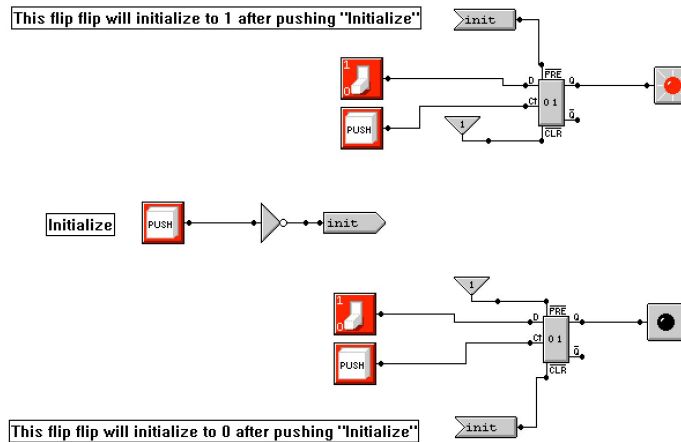 This flip flip will initialize to 1 after pushing "Initialize"
init
1
0
D
PRE
Q
0 1
C↑
Q
CLR
PUSH
1
Initialize
PUSH
init
1
1
0
D
PRE
Q
0 1
C↑
Q
CLR
PUSH
This flip flip will initialize to 0 after pushing "Initialize"
init